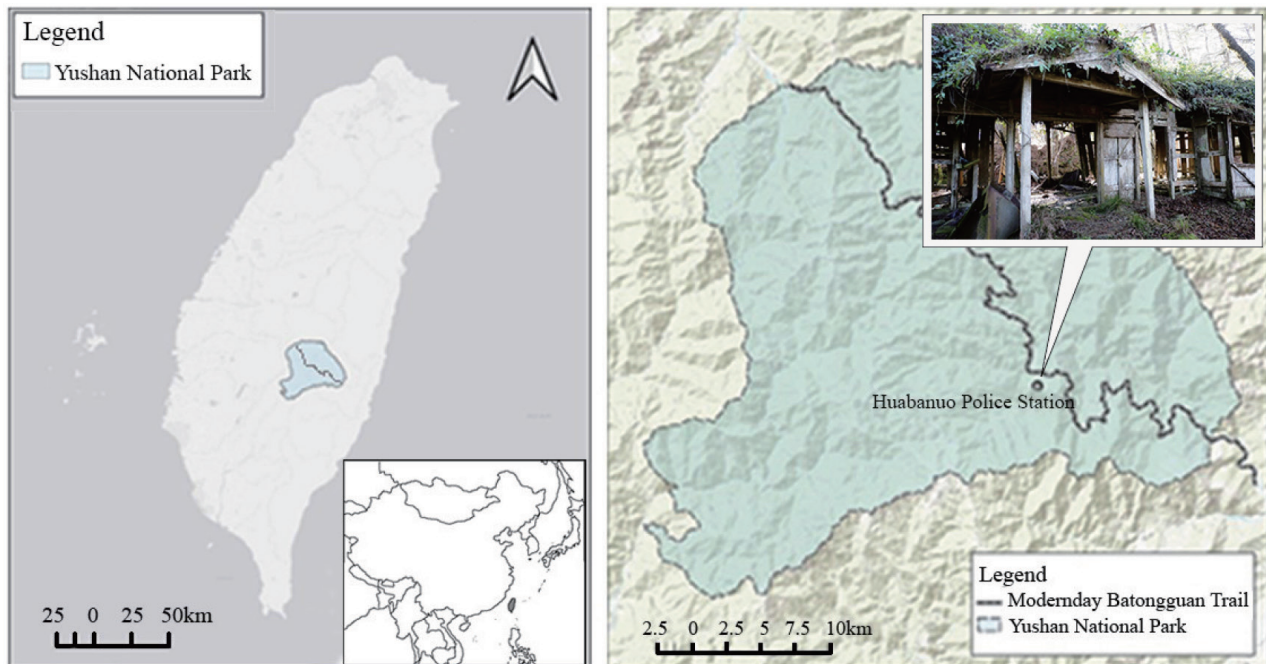 Legend
Yushan National Park
25 0 25 50km
Huabanuo Police Station
Legend
Modernday Batongguan Trail
Yushan National Park
2.5 0 2.5 5 7.5 10km